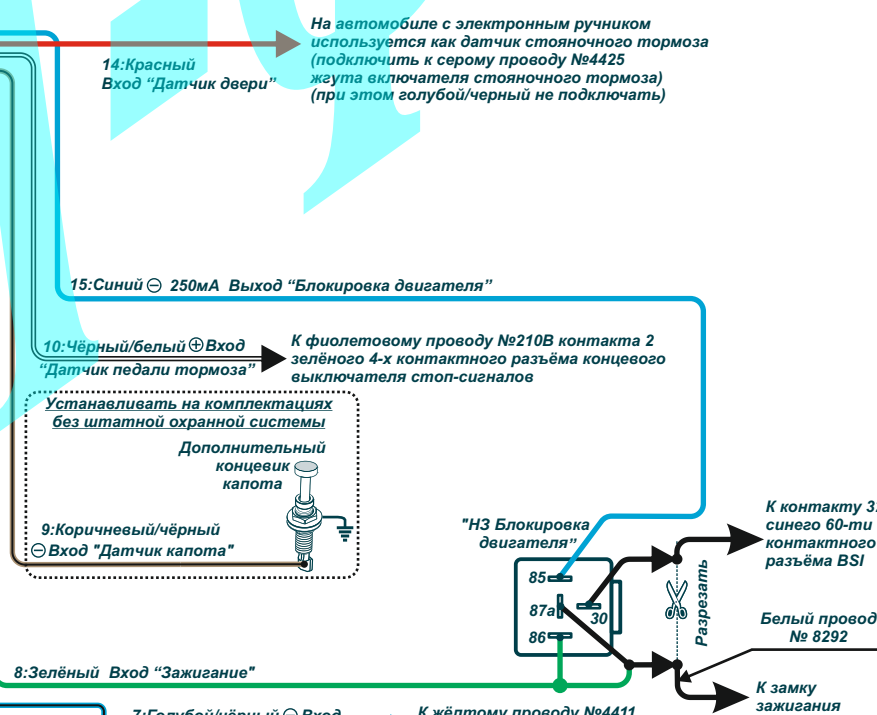 На автомобиле с электронным ручником
используется как датчик стояночного тормоза
(подключить к серому проводу №4425
жгута включателя стояночного тормоза)
(при этом голубой/черный не подключать)
14:Красный
Вход “Датчик двери”
15:Синий ⊖ 250мА Выход “Блокировка двигателя”
10:Чёрный/белый ⊕ Вход
“Датчик педали тормоза”
К фиолетовому проводу №210В контакта 2
зелёного 4-х контактного разъёма концевого
выключателя стоп-сигналов
Устанавливать на комплектациях
без штатной охранной системы
Дополнительный
концевик
капота
9:Коричневый/чёрный
⊖ Вход "Датчик капота"
"НЗ Блокировка
двигателя”
85
87а
30
86
Разрезать
К контакту
синего 60-ти
контактного
разъёма BSI
Белый провод
№ 8292
К замку
зажигания
8:Зелёный Вход “Зажигание"
7:Голубой/чёрный ⊖ Вход
К жёлтому проводу №4411